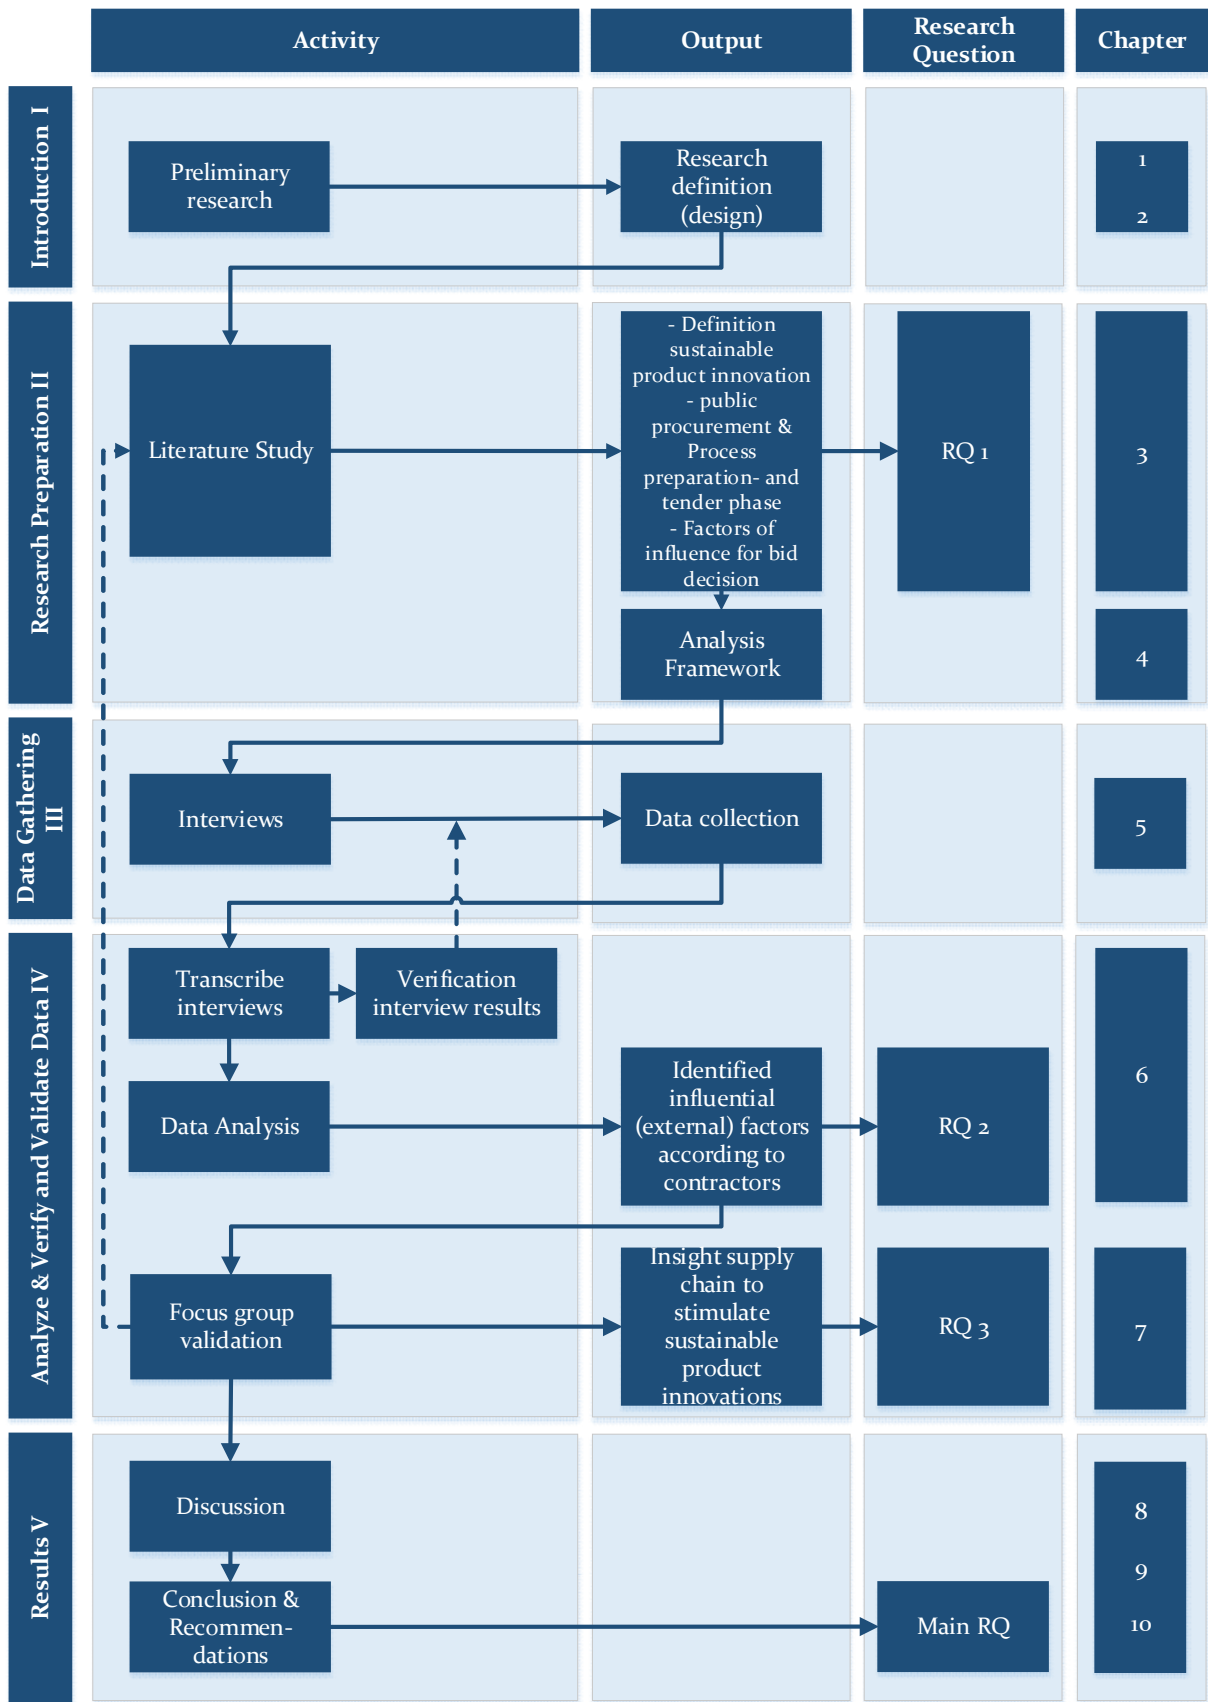 Activity
Output
Research
Question
Chapter
Introduction I
Preliminary
research
Research
definition
(design)
1
2
Research Preparation II
Literature Study
- Definition
sustainable
product innovation
- public
procurement &
Process
preparation- and
tender phase
- Factors of
influence for bid
decision
RQ 1
3
Analysis
Framework
4
Data Gathering
III
Interviews
Data collection
5
Analyze & Verify and Validate Data IV
Transcribe
interviews
Verification
interview results
Data Analysis
Identified
influential
(external) factors
according to
contractors
RQ 2
6
Focus group
validation
Insight supply
chain to
stimulate
sustainable
product
innovations
RQ 3
7
Results V
Discussion
8
9
Conclusion &
Recommen-
dations
Main RQ
10